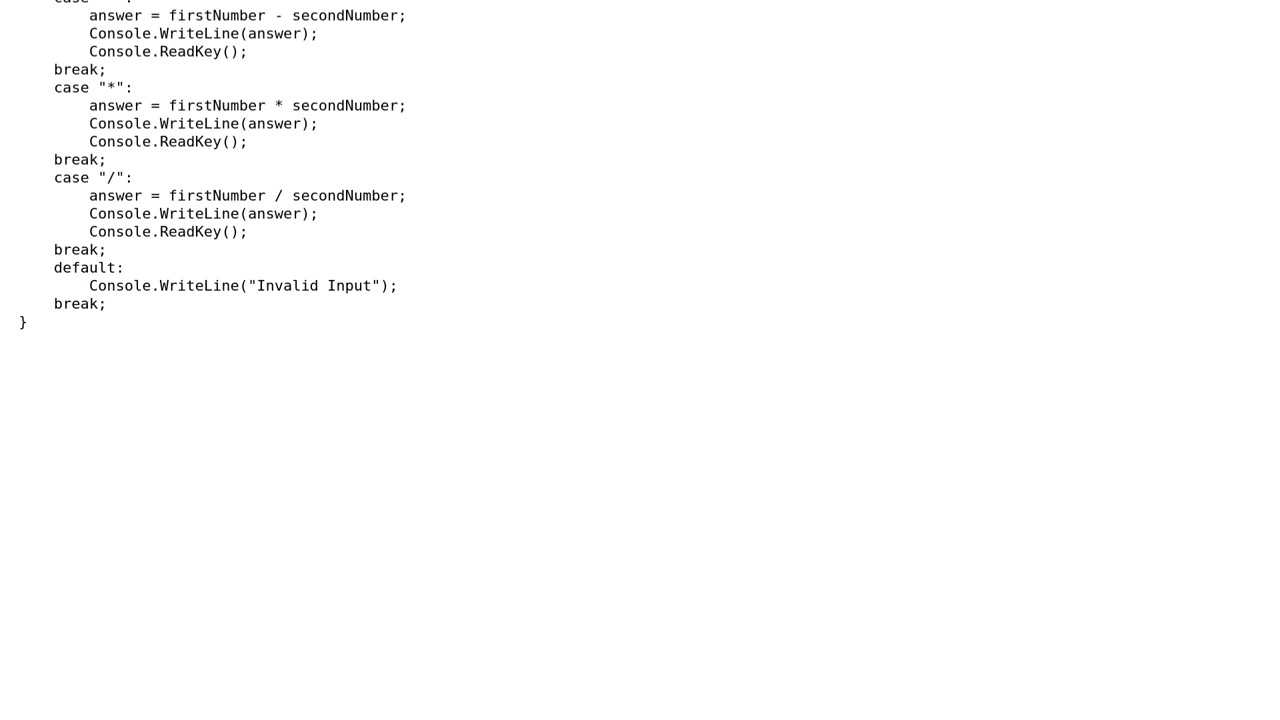 answer = firstNumber - secondNumber;
Console.WriteLine(answer);
Console.ReadKey();
break;
case "*":
answer = firstNumber * secondNumber;
Console.WriteLine(answer);
Console.ReadKey();
break;
case "/":
answer = firstNumber / secondNumber;
Console.WriteLine(answer);
Console.ReadKey();
break;
default:
Console.WriteLine("Invalid Input");
break;
}